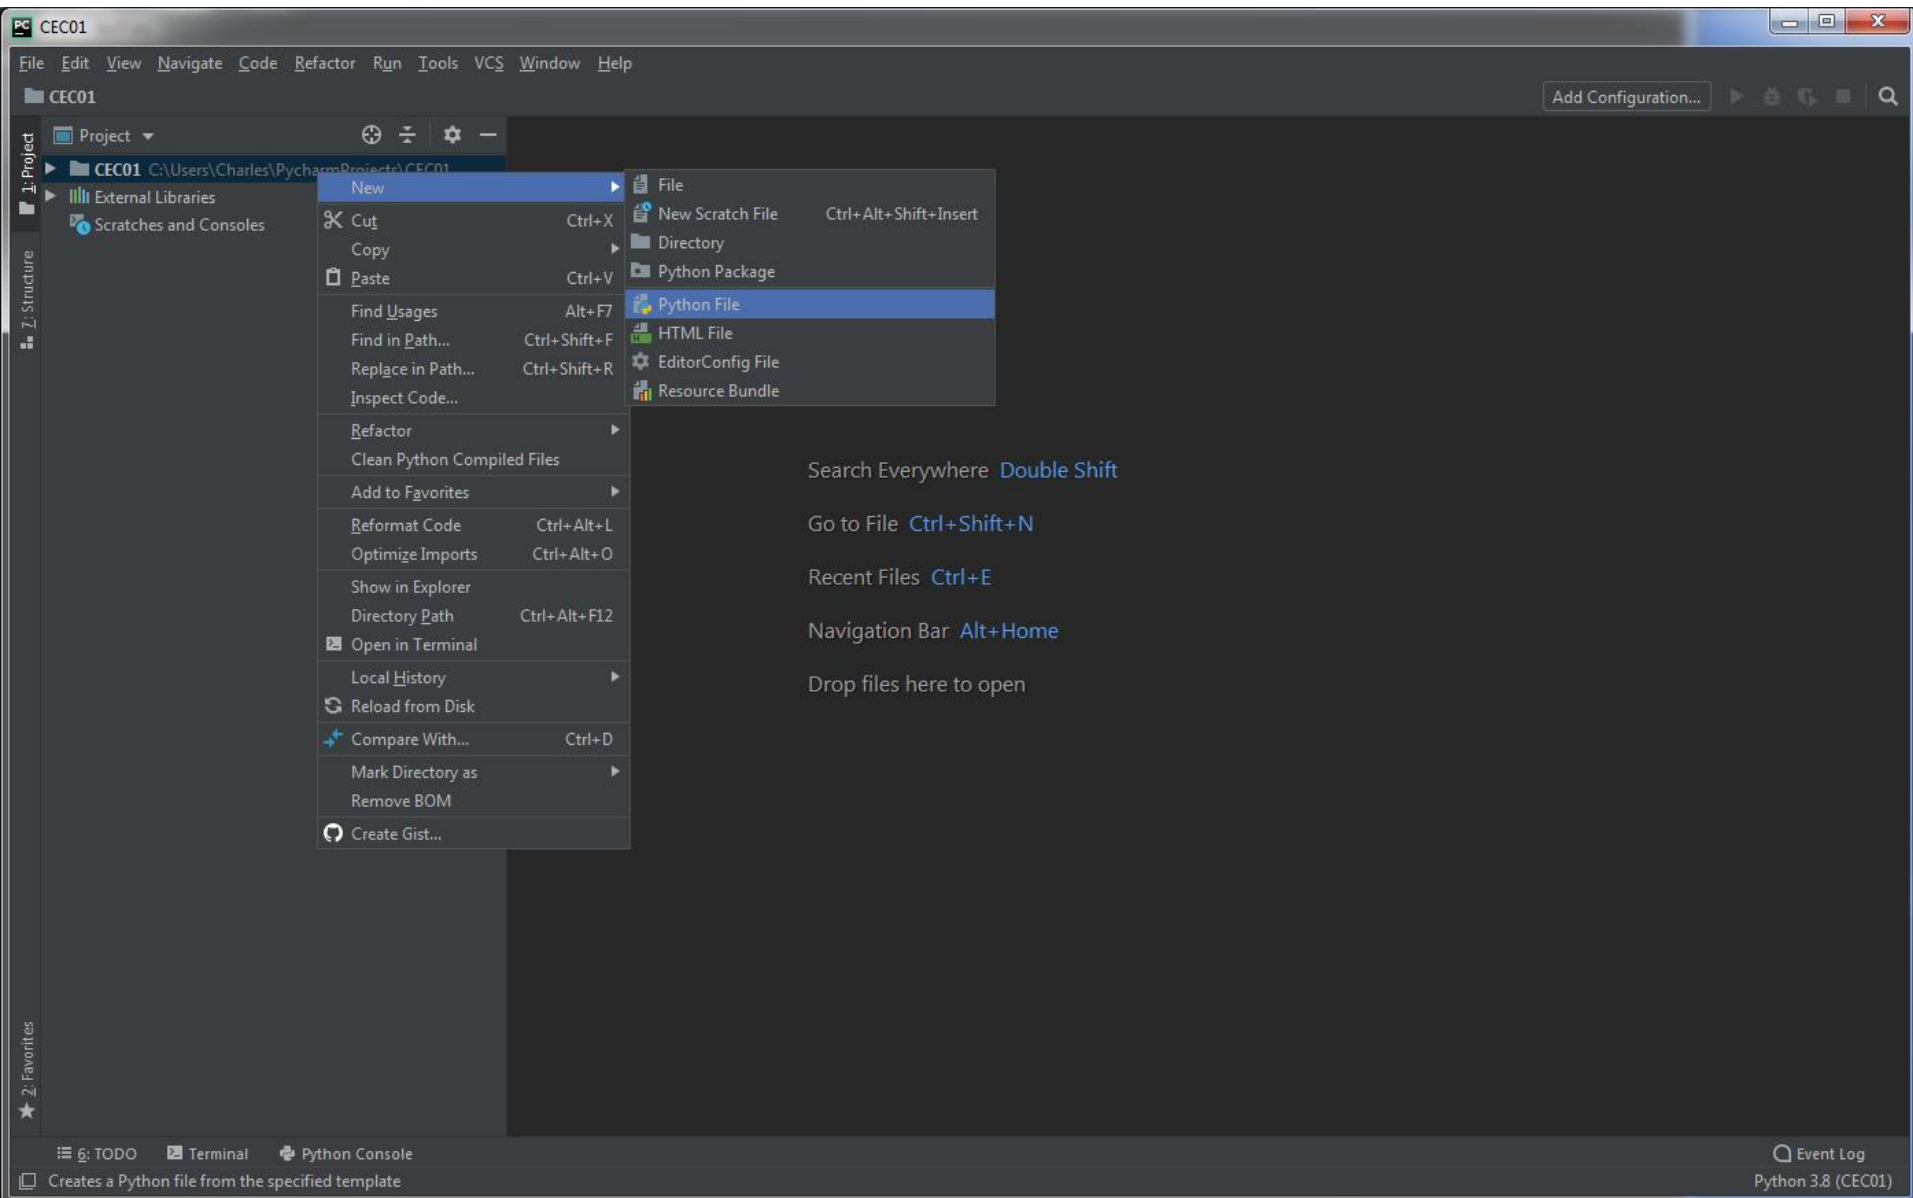 PC CEC01
File Edit View Navigate Code Refactor Run Tools VCS Window Help
CEC01
Add Configuration...
1: Project
Project
CEC01 C:\Users\Charles\PycharmProjects\CEC01
External Libraries
Scratches and Consoles
7: Structure
New
Cut Ctrl+X
Copy
Paste Ctrl+V
Find Usages Alt+F7
Find in Path... Ctrl+Shift+F
Replace in Path... Ctrl+Shift+R
Inspect Code...
Refactor
Clean Python Compiled Files
Add to Favorites
Reformat Code Ctrl+Alt+L
Optimize Imports Ctrl+Alt+O
Show in Explorer
Directory Path Ctrl+Alt+F12
Open in Terminal
Local History
Reload from Disk
Compare With... Ctrl+D
Mark Directory as
Remove BOM
Create Gist...
File
New Scratch File Ctrl+Alt+Shift+Insert
Directory
Python Package
Python File
HTML File
EditorConfig File
Resource Bundle
Search Everywhere Double Shift
Go to File Ctrl+Shift+N
Recent Files Ctrl+E
Navigation Bar Alt+Home
Drop files here to open
2: Favorites
6: TODO Terminal Python Console
Event Log
Creates a Python file from the specified template
Python 3.8 (CEC01)